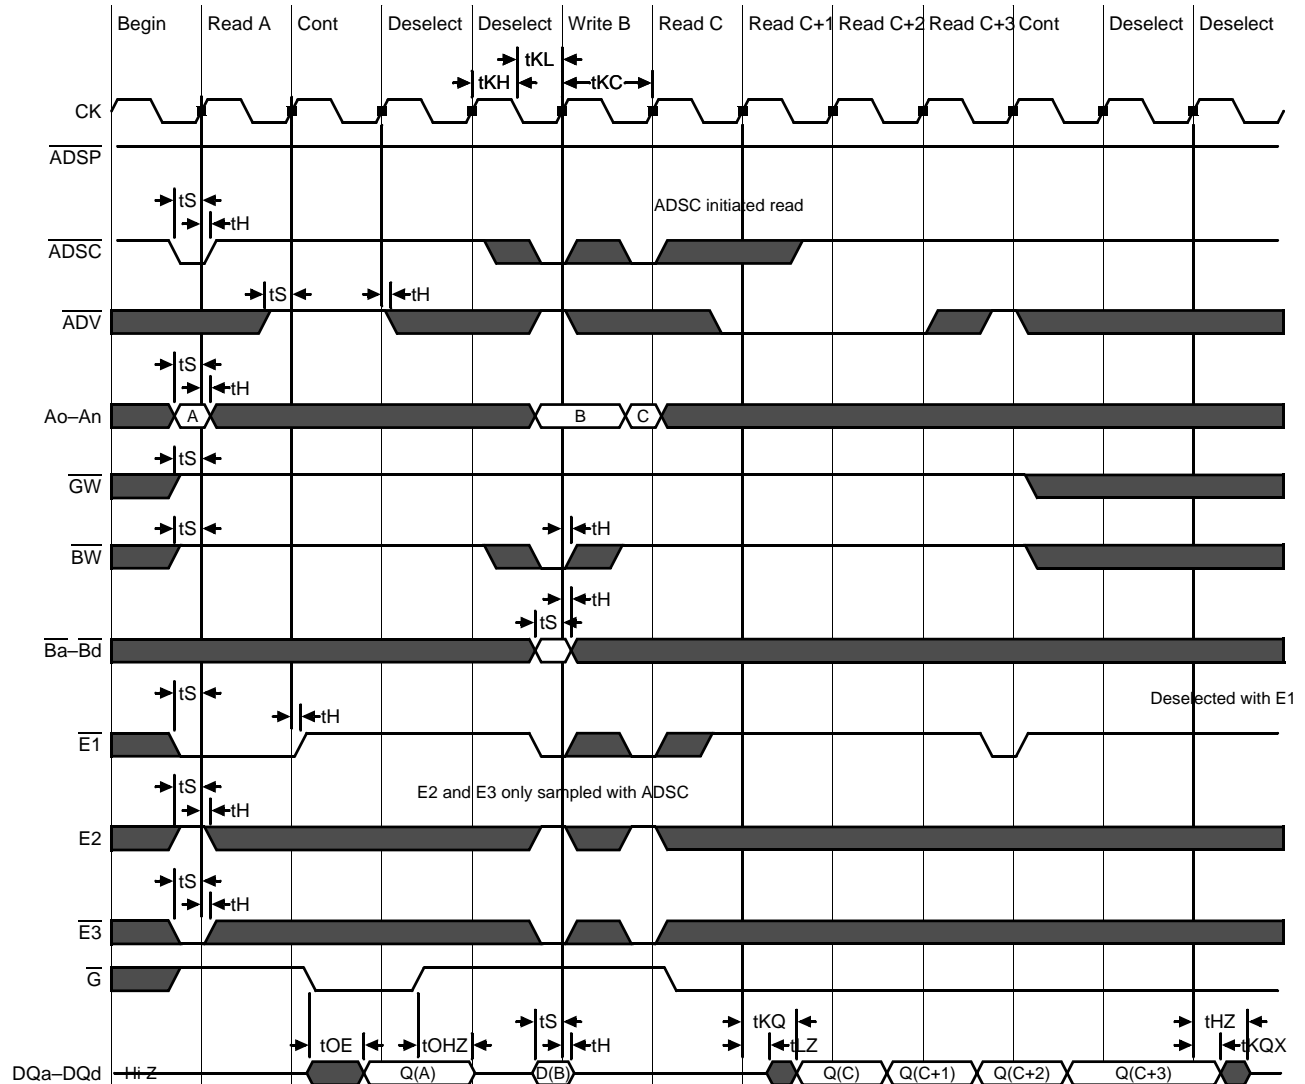 Begin Read A Cont Deselect Deselect Write B Read C Read C+1 Read C+2 Read C+3 Cont Deselect Deselect
tKL
tKH tKC
CK
ADSP
tS
tH
ADSC initiated read
ADSC
tS tH
ADV
tS
tH
Ao–An A B C
tS
GW
tS tH
BW
tH
tS
Ba–Bd
tS
Deselected with E1
tH
E1
tS
E2 and E3 only sampled with ADSC
tH
E2
tS
tH
E3
G
tS tKQ tHZ
tOE tOHZ tH tLZ tKQX
DQa–DQd Hi-Z Q(A) D(B) Q(C) Q(C+1) Q(C+2) Q(C+3)